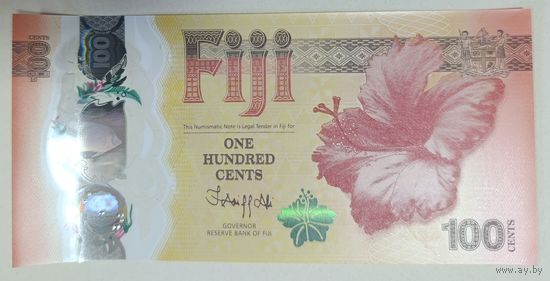 100
CENTS
100
FIJI
This Numismatic Note is Legal Tender in Fiji for
ONE
HUNDRED
CENTS
GOVERNOR
RESERVE BANK OF FIJI
100
CENTS
www.ay.by